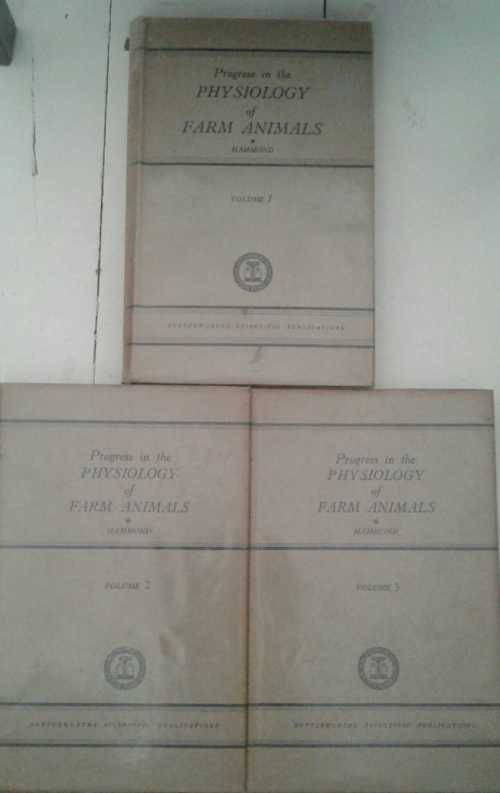 Progress in the
PHYSIOLOGY
of
FARM ANIMALS
HAMMOND
VOLUME 1
BUTTERWORTHS SCIENTIFIC PUBLICATIONS
Progress in the
PHYSIOLOGY
of
FARM ANIMALS
HAMMOND
VOLUME 2
BUTTERWORTHS SCIENTIFIC PUBLICATIONS
Progress in the
PHYSIOLOGY
of
FARM ANIMALS
HAMMOND
VOLUME 3
BUTTERWORTHS SCIENTIFIC PUBLICATIONS